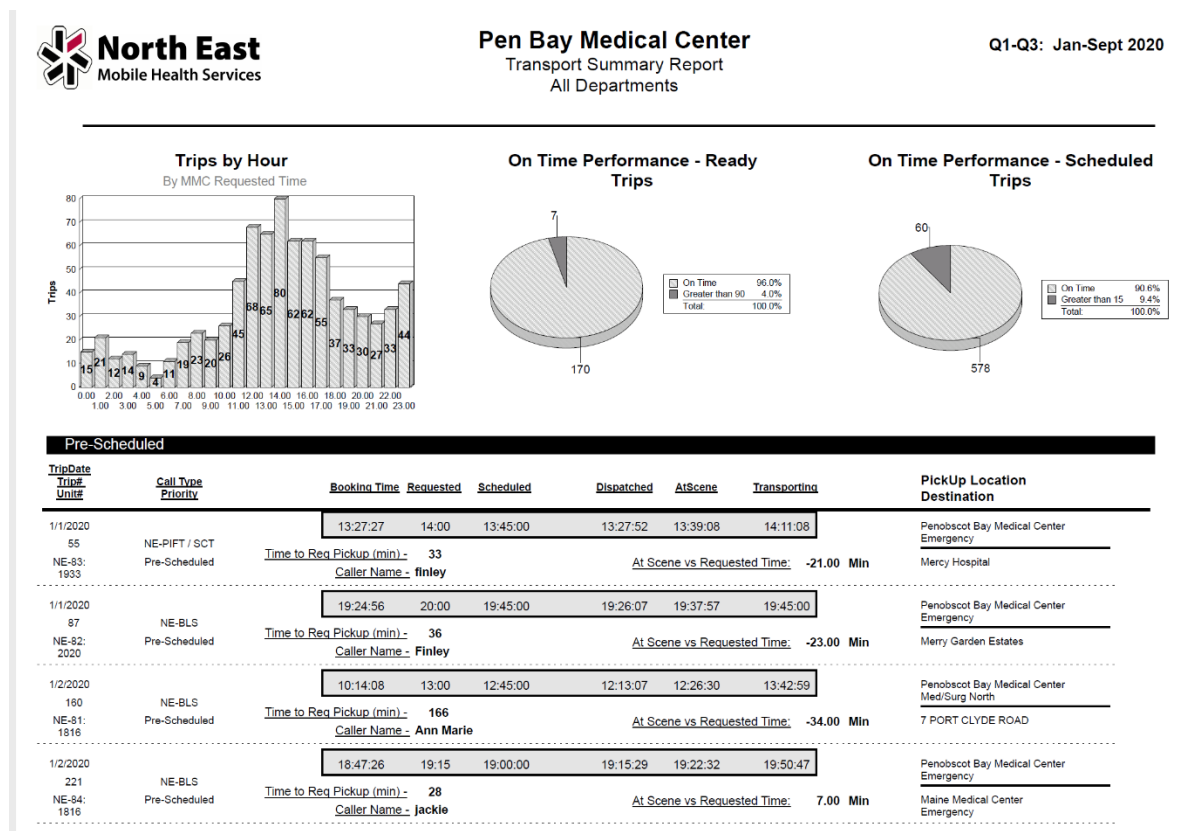 North East
Mobile Health Services
Pen Bay Medical Center
Transport Summary Report
All Departments
Q1-Q3: Jan-Sept 2020
Trips by Hour
By MMC Requested Time
Trips
80
70
60
50
40
30
20
10
0
15 21 12 14 9 4 11 19 23 20 26 45 68 65 80 62 62 55 37 33 30 27 33 44
0.00 2.00 4.00 6.00 8.00 10.00 12.00 14.00 16.00 18.00 20.00 22.00
1.00 3.00 5.00 7.00 9.00 11.00 13.00 15.00 17.00 19.00 21.00 23.00
On Time Performance - Ready
Trips
7
170
On Time 96.0%
Greater than 90 4.0%
Total: 100.0%
On Time Performance - Scheduled
Trips
60
578
On Time 90.6%
Greater than 15 9.4%
Total: 100.0%
Pre-Scheduled
TripDate
Trip# Call Type
Unit# Priority Booking Time Requested Scheduled Dispatched AtScene Transporting
PickUp Location
Destination
1/1/2020 13:27:27 14:00 13:45:00 13:27:52 13:39:08 14:11:08 Penobscot Bay Medical Center
55 NE-PIFT / SCT Emergency
Time to Req Pickup (min) - 33
NE-83: Pre-Scheduled At Scene vs Requested Time: -21.00 Min Mercy Hospital
1933 Caller Name - finley
1/1/2020 19:24:56 20:00 19:45:00 19:26:07 19:37:57 19:45:00 Penobscot Bay Medical Center
87 NE-BLS Emergency
Time to Req Pickup (min) - 36
NE-82: Pre-Scheduled At Scene vs Requested Time: -23.00 Min Merry Garden Estates
2020 Caller Name - Finley
1/2/2020 10:14:08 13:00 12:45:00 12:13:07 12:26:30 13:42:59 Penobscot Bay Medical Center
160 NE-BLS Med/Surg North
Time to Req Pickup (min) - 166
NE-81: Pre-Scheduled At Scene vs Requested Time: -34.00 Min 7 PORT CLYDE ROAD
1816 Caller Name - Ann Marie
1/2/2020 18:47:26 19:15 19:00:00 19:15:29 19:22:32 19:50:47 Penobscot Bay Medical Center
221 NE-BLS Emergency
Time to Req Pickup (min) - 28
NE-84: Pre-Scheduled At Scene vs Requested Time: 7.00 Min Maine Medical Center
1816 Caller Name - jackie Emergency